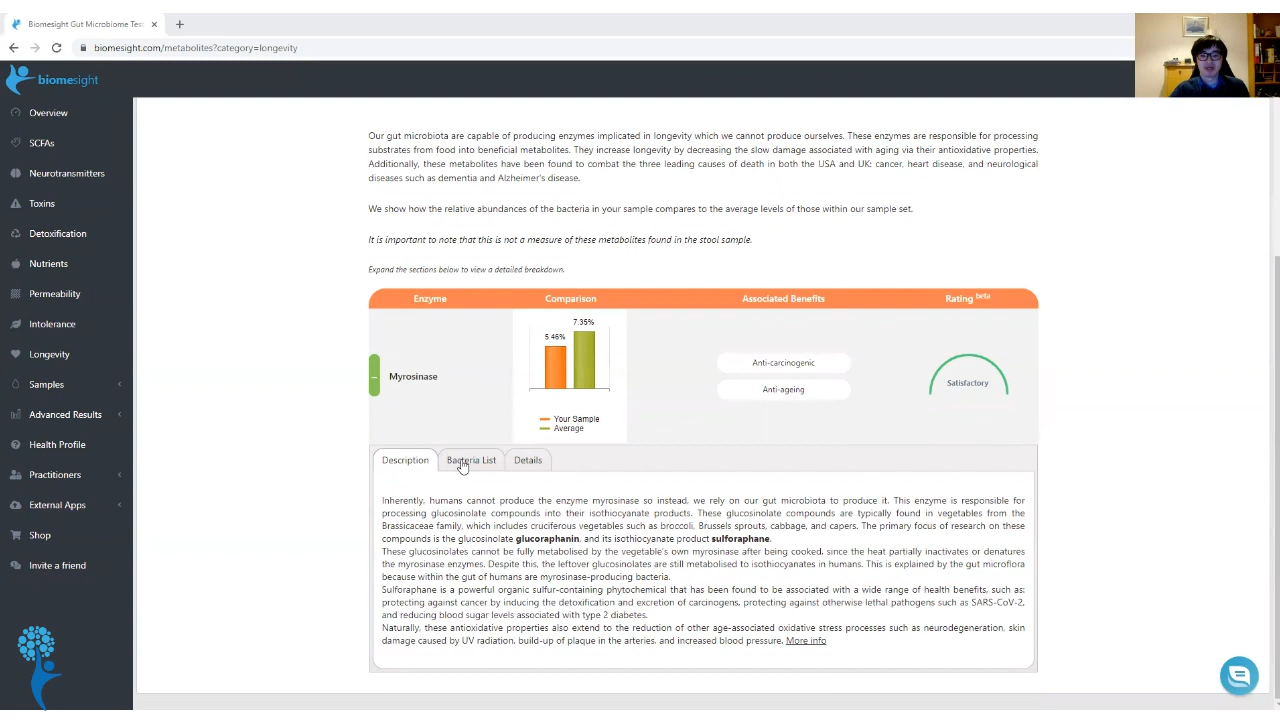 Biomesight Gut Microbiome Tes
biomesight.com/metabolites?category=longevity
biomesight
Overview
SCFAs
Neurotransmitters
Toxins
Detoxification
Nutrients
Permeability
Intolerance
Longevity
Samples
Advanced Results
Health Profile
Practitioners
External Apps
Shop
Invite a friend
Our gut microbiota are capable of producing enzymes implicated in longevity which we cannot produce ourselves. These enzymes are responsible for processing
substrates from food into beneficial metabolites. They increase longevity by decreasing the slow damage associated with aging via their antioxidative properties.
Additionally, these metabolites have been found to combat the three leading causes of death in both the USA and UK: cancer, heart disease, and neurological
diseases such as dementia and Alzheimer's disease.
We show how the relative abundances of the bacteria in your sample compares to the average levels of those within our sample set.
It is important to note that this is not a measure of these metabolites found in the stool sample.
Expand the sections below to view a detailed breakdown.
Enzyme Comparison Associated Benefits Rating beta
7.35%
5.46%
Your Sample
Average
Myrosinase
Anti-carcinogenic
Anti-ageing
Satisfactory
Description Bacteria List Details
Inherently, humans cannot produce the enzyme myrosinase so instead, we rely on our gut microbiota to produce it. This enzyme is responsible for
processing glucosinolate compounds into their isothiocyanate products. These glucosinolate compounds are typically found in vegetables from the
Brassicaceae family, which includes cruciferous vegetables such as broccoli, Brussels sprouts, cabbage, and capers. The primary focus of research on these
compounds is the glucosinolate glucoraphanin, and its isothiocyanate product sulforaphane.
These glucosinolates cannot be fully metabolised by the vegetable's own myrosinase after being cooked, since the heat partially inactivates or denatures
the myrosinase enzymes. Despite this, the leftover glucosinolates are still metabolised to isothiocyanates in humans. This is explained by the gut microflora
because within the gut of humans are myrosinase-producing bacteria.
Sulforaphane is a powerful organic sulfur-containing phytochemical that has been found to be associated with a wide range of health benefits, such as:
protecting against cancer by inducing the detoxification and excretion of carcinogens, protecting against otherwise lethal pathogens such as SARS-CoV-2,
and reducing blood sugar levels associated with type 2 diabetes.
Naturally, these antioxidative properties also extend to the reduction of other age-associated oxidative stress processes such as neurodegeneration, skin
damage caused by UV radiation, build-up of plaque in the arteries, and increased blood pressure. More info